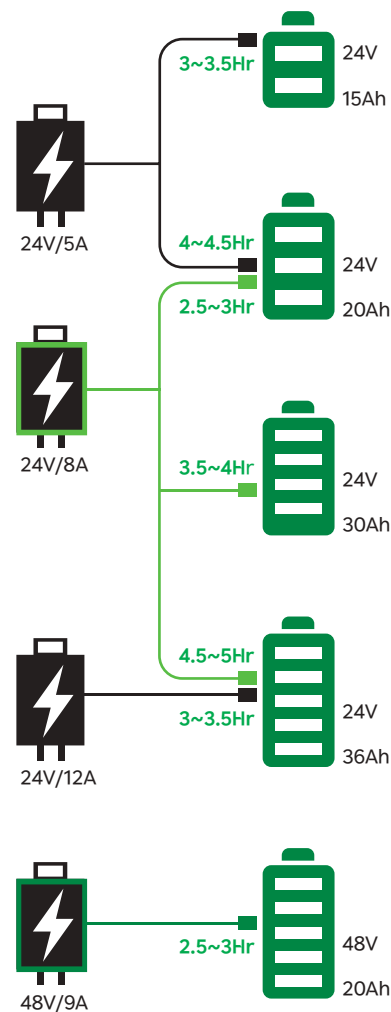 24V
3~3.5Hr
15Ah
24V/5A
4~4.5Hr
24V
2.5~3Hr
20Ah
24V/8A
3.5~4Hr
24V
30Ah
4.5~5Hr
24V
3~3.5Hr
36Ah
24V/12A
48V
2.5~3Hr
20Ah
48V/9A